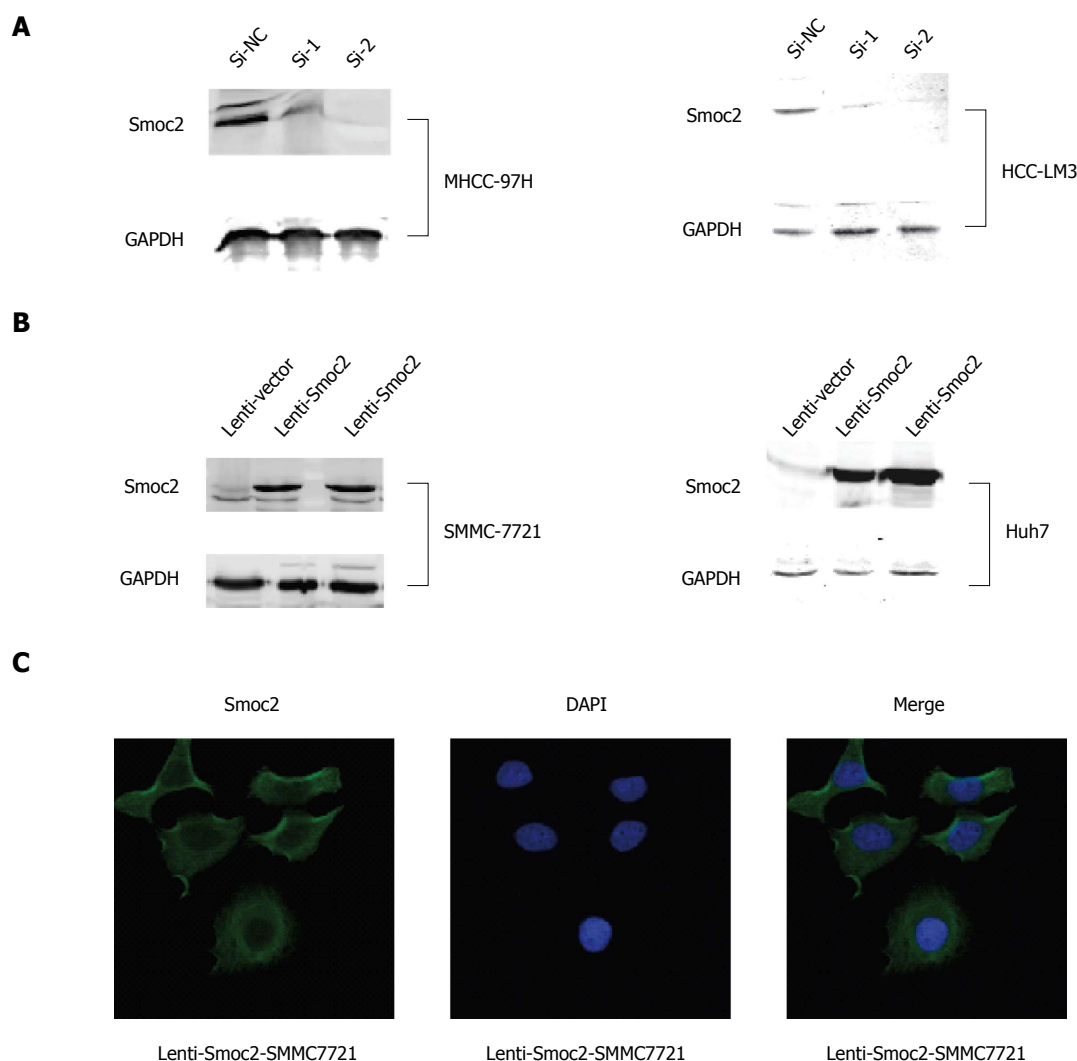 A
Si-NC Si-1 Si-2
Si-NC Si-1 Si-2
Smoc2
MHCC-97H
GAPDH
Smoc2
HCC-LM3
GAPDH
B
Lenti-vector Lenti-Smoc2 Lenti-Smoc2
Lenti-vector Lenti-Smoc2 Lenti-Smoc2
Smoc2
SMMC-7721
GAPDH
Smoc2
Huh7
GAPDH
C
Smoc2 DAPI Merge
Lenti-Smoc2-SMMC7721 Lenti-Smoc2-SMMC7721 Lenti-Smoc2-SMMC7721